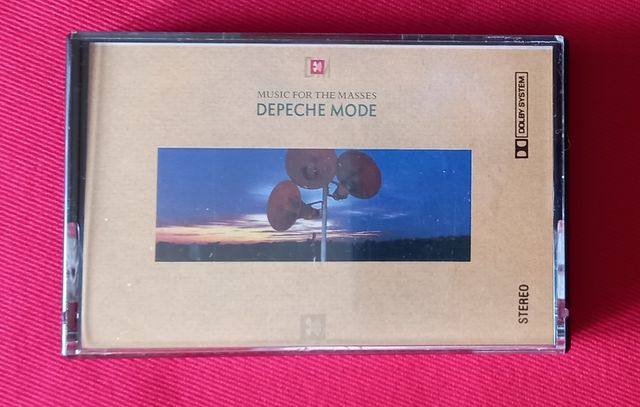 MUSIC FOR THE MASSES
DEPECHE MODE
DOLBY SYSTEM
STEREO